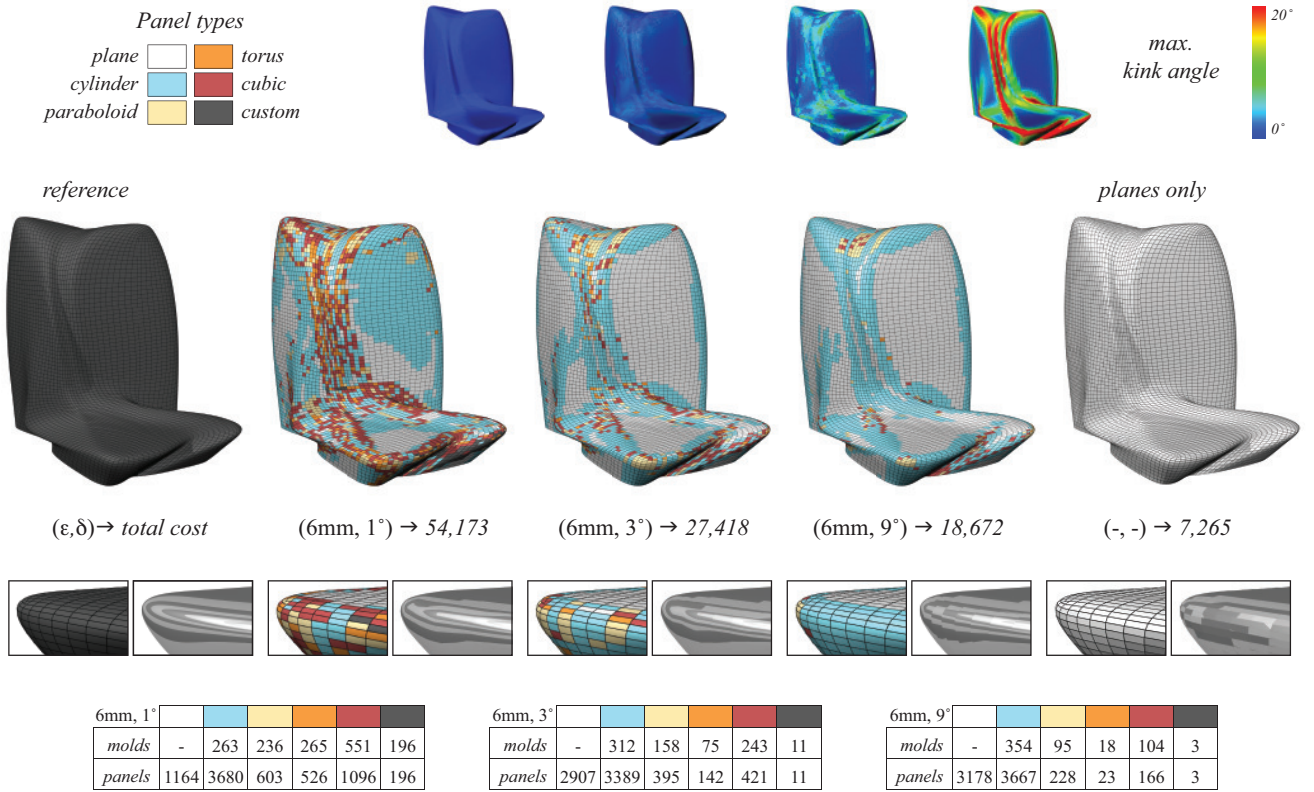 Panel types
plane
torus
cylinder
cubic
paraboloid
custom
max.
kink angle
20°
0°
reference
planes only
(ε,δ)→ total cost
(6mm, 1°) → 54,173
(6mm, 3°) → 27,418
(6mm, 9°) → 18,672
(-, -) → 7,265
6mm, 1°
molds - 263 236 265 551 196
panels 1164 3680 603 526 1096 196
6mm, 3°
molds - 312 158 75 243 11
panels 2907 3389 395 142 421 11
6mm, 9°
molds - 354 95 18 104 3
panels 3178 3667 228 23 166 3